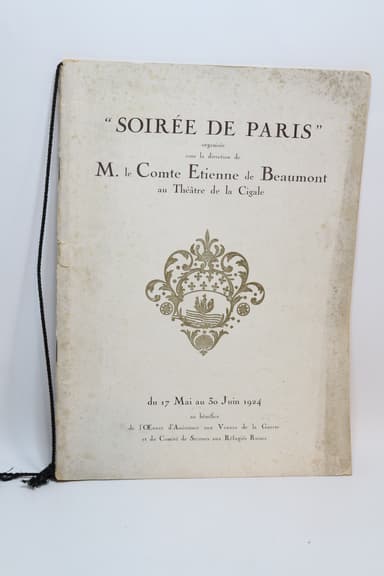 "SOIRÉE DE PARIS"
organisée
sous la direction de
M. le Comte Etienne de Beaumont
au Théâtre de la Cigale
du 17 Mai au 30 Juin 1924
au bénéfice
de l'Œuvre d'Assistance aux Veuves de la Guerre
et du Comité de Secours aux Réfugiés Russes